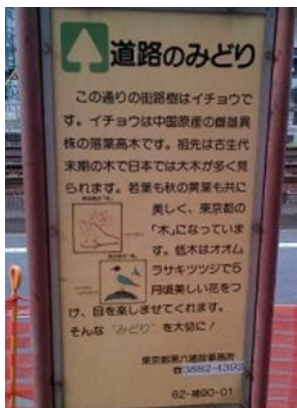 道路のみどり
この通りの街路樹はイチョウで
す。イチョウは中国原産の雌雄異
株の落葉高木です。祖先は古生代
末期の木で日本では大木が多く見
られます。若葉も秋の黄葉も共に
美しく、東京都の
「木」になっていま
す。低木はオオム
ラサキツツジで5
月頃美しい花をつ
け、目を楽しませてくれます。
そんな“みどり”を大切に！
東京都第六建設事務所
☎3882-4392
62-補90-01